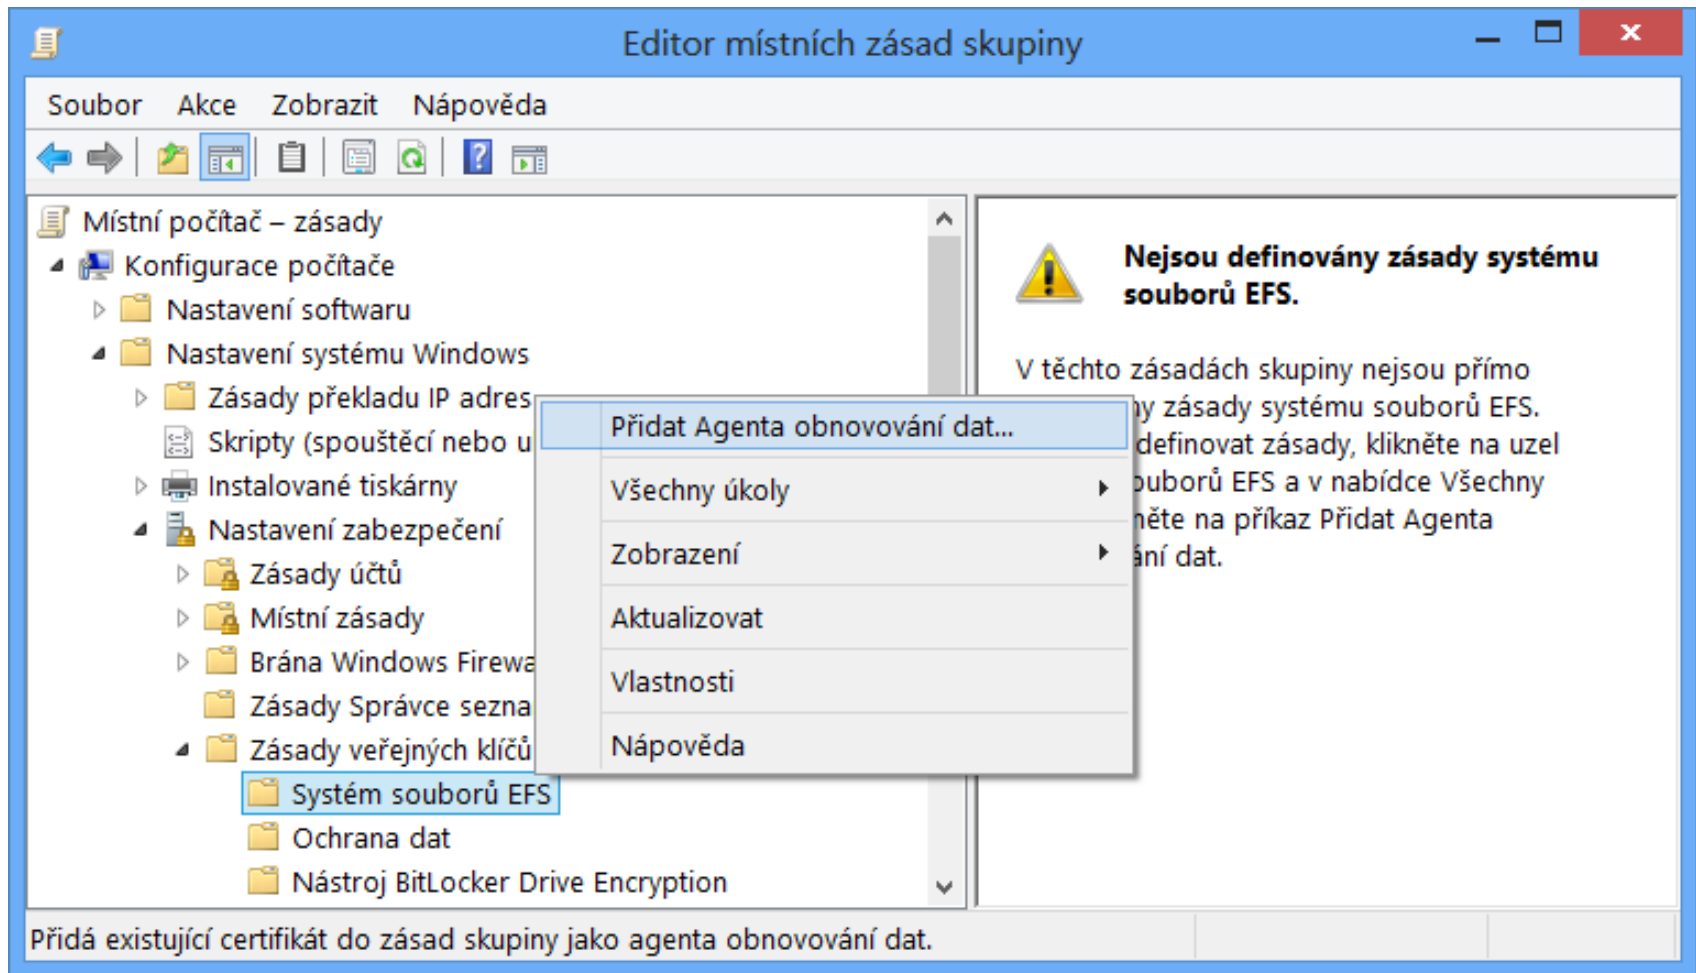 Editor místních zásad skupiny
Soubor Akce Zobrazit Nápověda
Místní počítač – zásady
Konfigurace počítače
Nastavení softwaru
Nastavení systému Windows
Zásady překladu IP adres
Skripty (spouštěcí nebo
Instalované tiskárny
Nastavení zabezpečení
Zásady účtů
Místní zásady
Brána Windows
Zásady Správce
Zásady veřejných klíčů
Systém souborů EFS
Ochrana dat
Nástroj BitLocker Drive Encryption
Přidat Agenta obnovování dat...
Všechny úkoly
Zobrazení
Aktualizovat
Vlastnosti
Nápověda
Nejsou definovány zásady systému
souborů EFS.
V těchto zásadách skupiny nejsou přímo
zásady systému souborů EFS.
definovat zásady, klikněte na uzel
EFS a v nabídce Všechny
na příkaz Přidat Agenta
dat.
Přidá existující certifikát do zásad skupiny jako agenta obnovování dat.